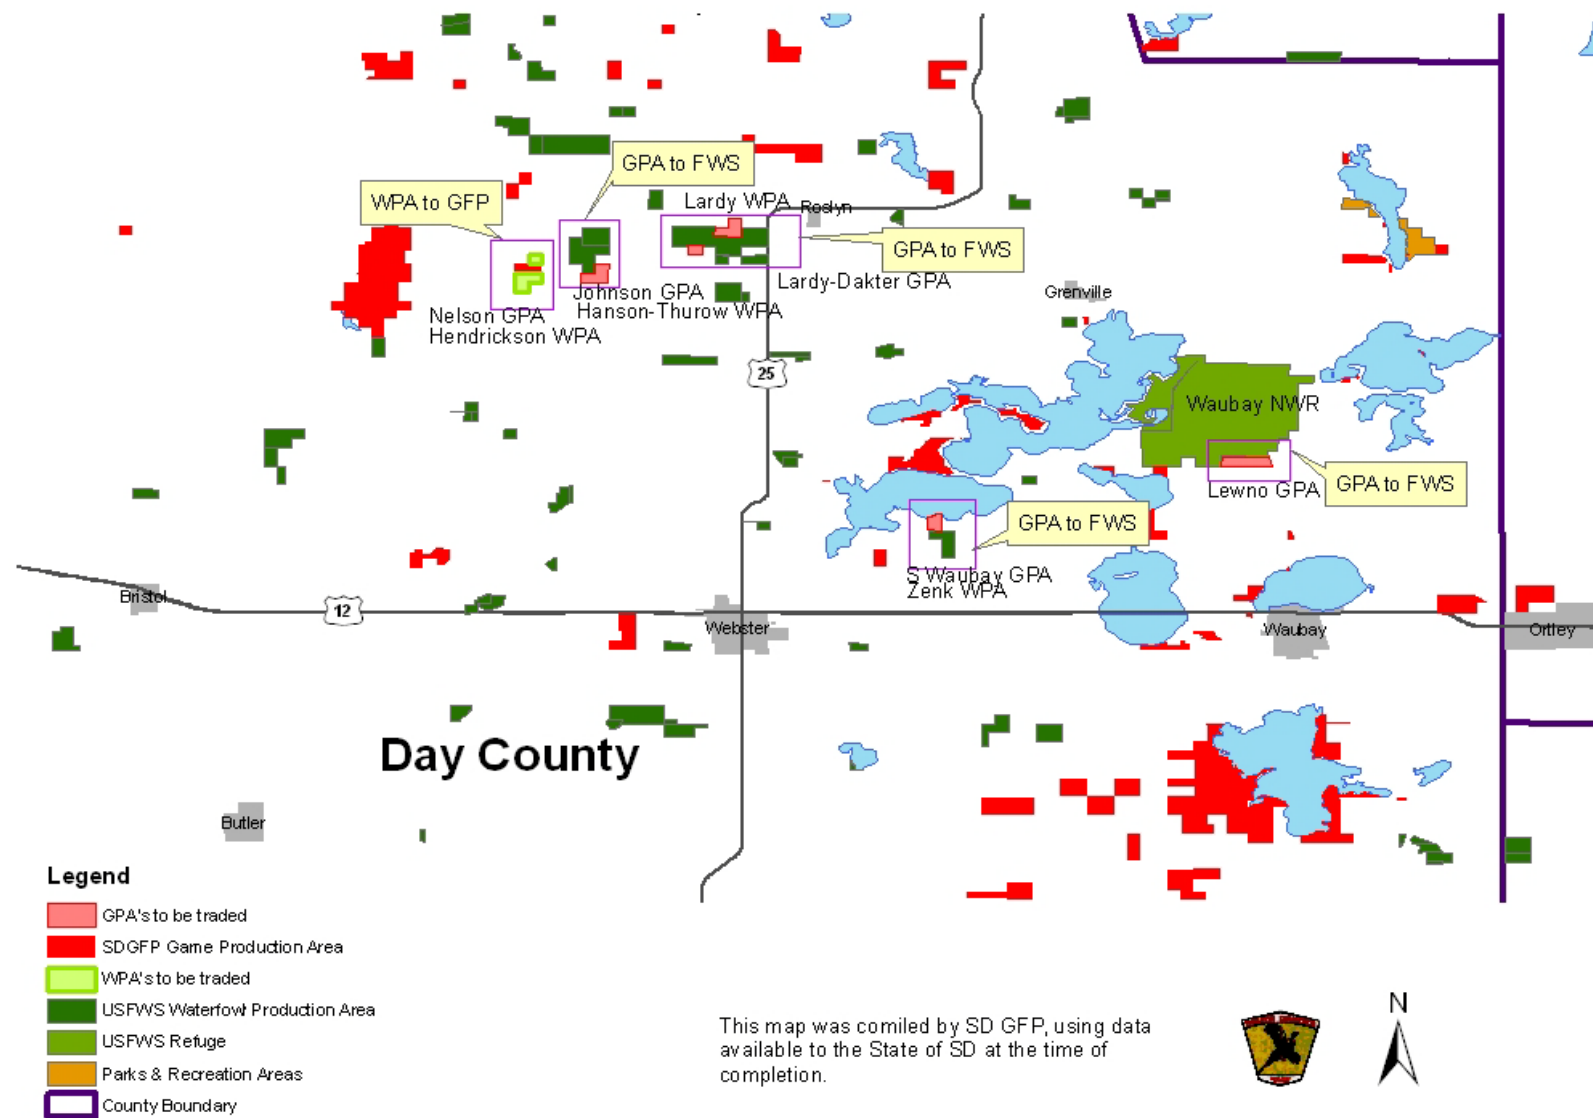 GPA to FWS
WPA to GFP
Lardy WPA
Roslyn
GPA to FWS
Lardy-Dakter GPA
Johnson GPA
Hanson-Thurow WPA
Grenville
Nelson GPA
Hendrickson WPA
25
Waubay NWR
Lewno GPA
GPA to FWS
GPA to FWS
S Waubay GPA
Zenk WPA
Bristol
12
Webster
Waubay
Ortley
Day County
Butler
Legend
GPA's to be traded
SDGFP Game Production Area
WPA's to be traded
USFWS Waterfowl Production Area
USFWS Refuge
Parks & Recreation Areas
County Boundary
This map was comiled by SD GFP, using data
available to the State of SD at the time of
completion.
N